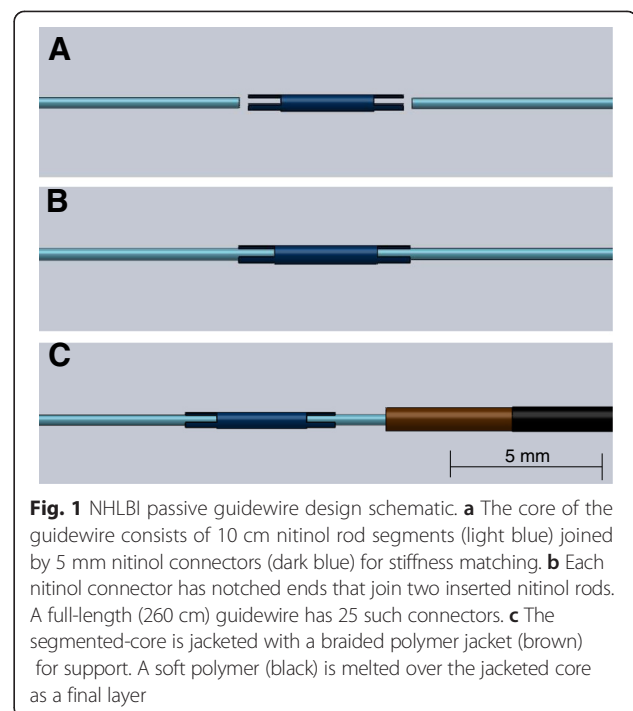 A
B
C
5 mm
Fig. 1 NHLBI passive guidewire design schematic. a The core of the
guidewire consists of 10 cm nitinol rod segments (light blue) joined
by 5 mm nitinol connectors (dark blue) for stiffness matching. b Each
nitinol connector has notched ends that join two inserted nitinol rods.
A full-length (260 cm) guidewire has 25 such connectors. c The
segmented-core is jacketed with a braided polymer jacket (brown)
for support. A soft polymer (black) is melted over the jacketed core
as a final layer